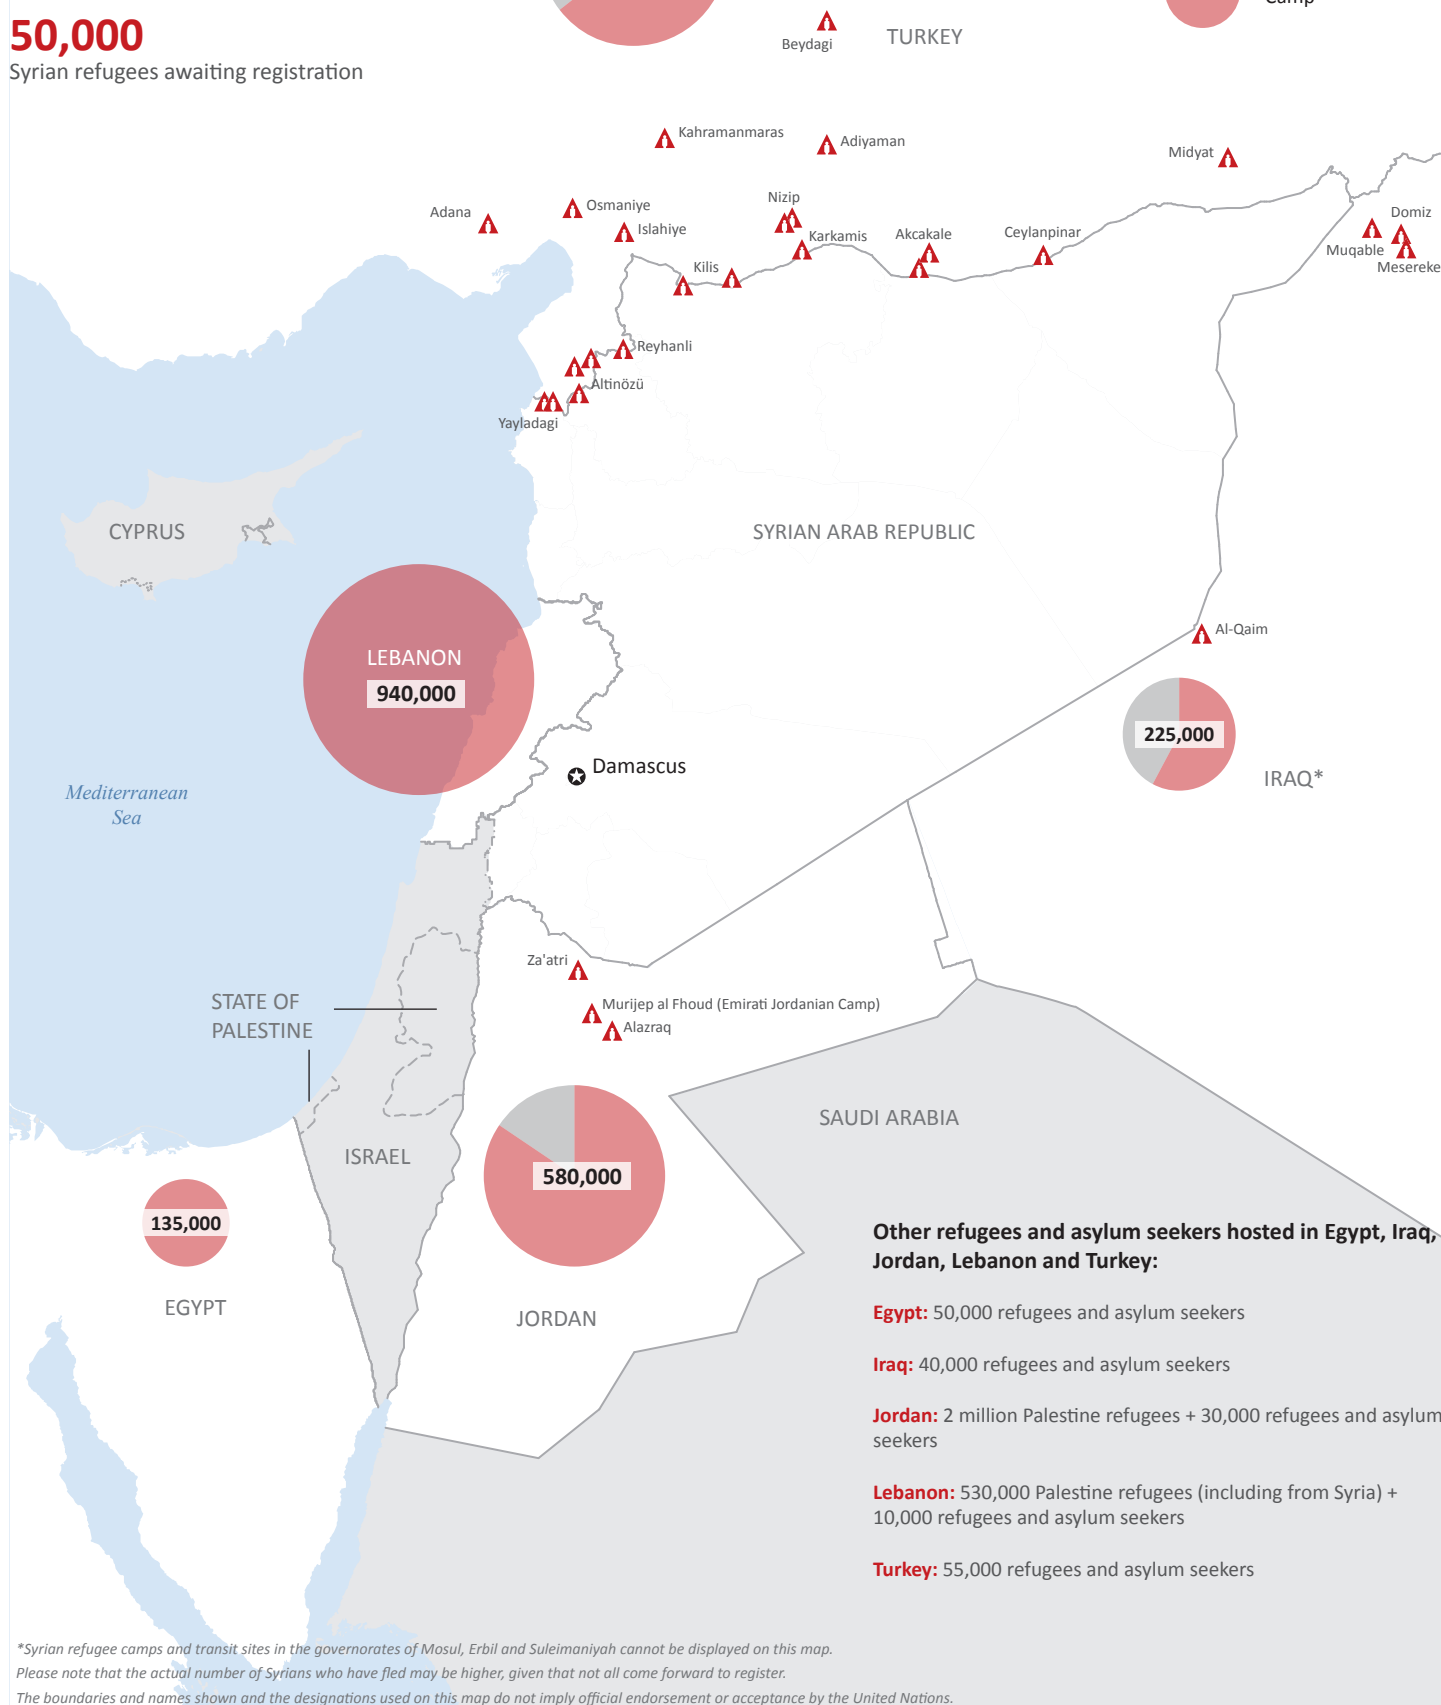 Camp
50,000
Syrian refugees awaiting registration
Beydagi
TURKEY
Kahramanmaras
Adiyaman
Midyat
Adana
Osmaniye
Islahiye
Nizip
Karkamis
Akcakale
Ceylanpinar
Domiz
Muqable
Mesereke
Kilis
Reyhanli
Altinözü
Yayladagi
CYPRUS
SYRIAN ARAB REPUBLIC
Al-Qaim
LEBANON
940,000
225,000
IRAQ*
Damascus
Mediterranean
Sea
Za'atri
Murijep al Fhoud (Emirati Jordanian Camp)
Alazraq
STATE OF
PALESTINE
SAUDI ARABIA
ISRAEL
580,000
135,000
EGYPT
JORDAN
Other refugees and asylum seekers hosted in Egypt, Iraq,
Jordan, Lebanon and Turkey:
Egypt: 50,000 refugees and asylum seekers
Iraq: 40,000 refugees and asylum seekers
Jordan: 2 million Palestine refugees + 30,000 refugees and asylum
seekers
Lebanon: 530,000 Palestine refugees (including from Syria) +
10,000 refugees and asylum seekers
Turkey: 55,000 refugees and asylum seekers
*Syrian refugee camps and transit sites in the governorates of Mosul, Erbil and Suleimaniyah cannot be displayed on this map.
Please note that the actual number of Syrians who have fled may be higher, given that not all come forward to register.
The boundaries and names shown and the designations used on this map do not imply official endorsement or acceptance by the United Nations.